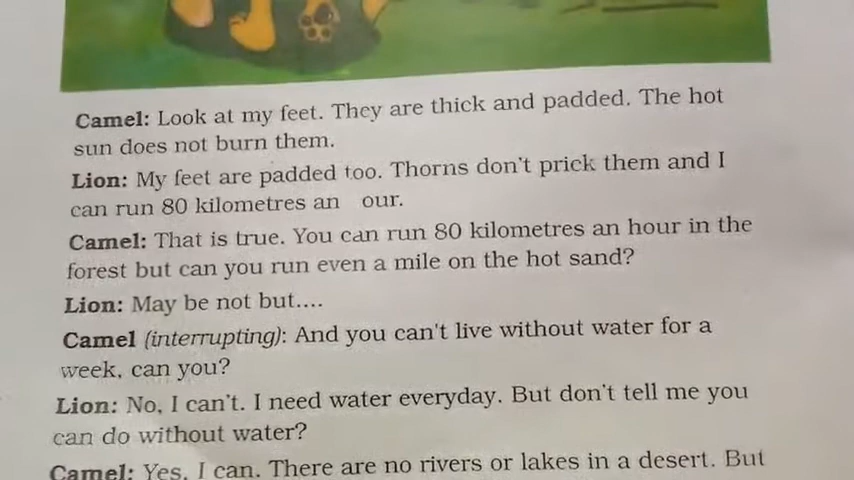 Camel: Look at my feet. They are thick and padded. The hot
sun does not burn them.
Lion: My feet are padded too. Thorns don't prick them and I
can run 80 kilometres an our.
Camel: That is true. You can run 80 kilometres an hour in the
forest but can you run even a mile on the hot sand?
Lion: May be not but....
Camel (interrupting): And you can't live without water for a
week, can you?
Lion: No, I can't. I need water everyday. But don't tell me you
can do without water?
Camel: Yes, I can. There are no rivers or lakes in a desert. But